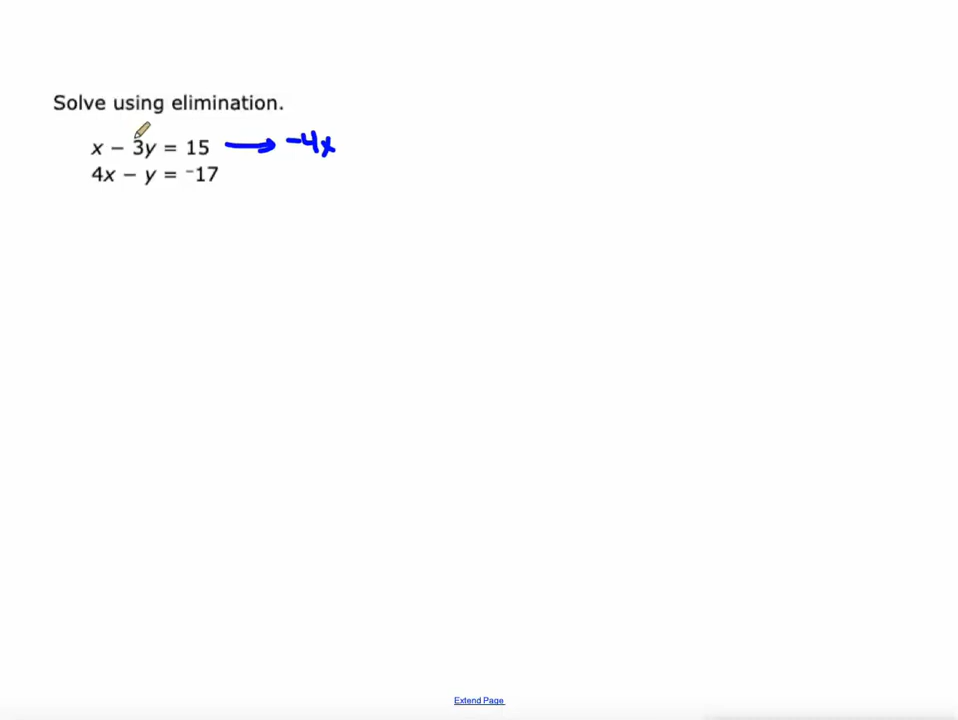 Solve using elimination.
x − 3y = 15 → -4x
4x − y = ⁻17
Extend Page